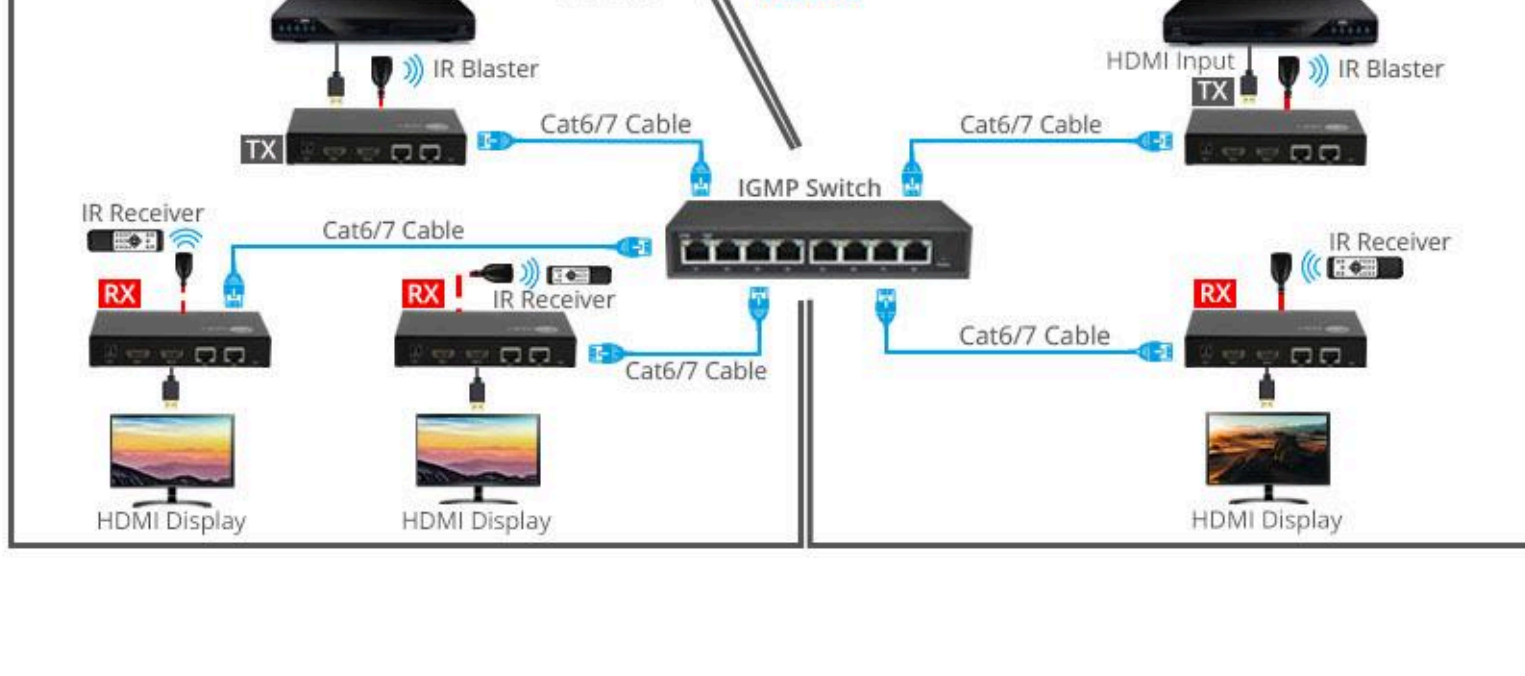 IR Blaster
HDMI Input
TX
IR Blaster
Cat6/7 Cable
Cat6/7 Cable
TX
IGMP Switch
IR Receiver
Cat6/7 Cable
IR Receiver
RX
RX
IR Receiver
RX
Cat6/7 Cable
Cat6/7 Cable
HDMI Display
HDMI Display
HDMI Display